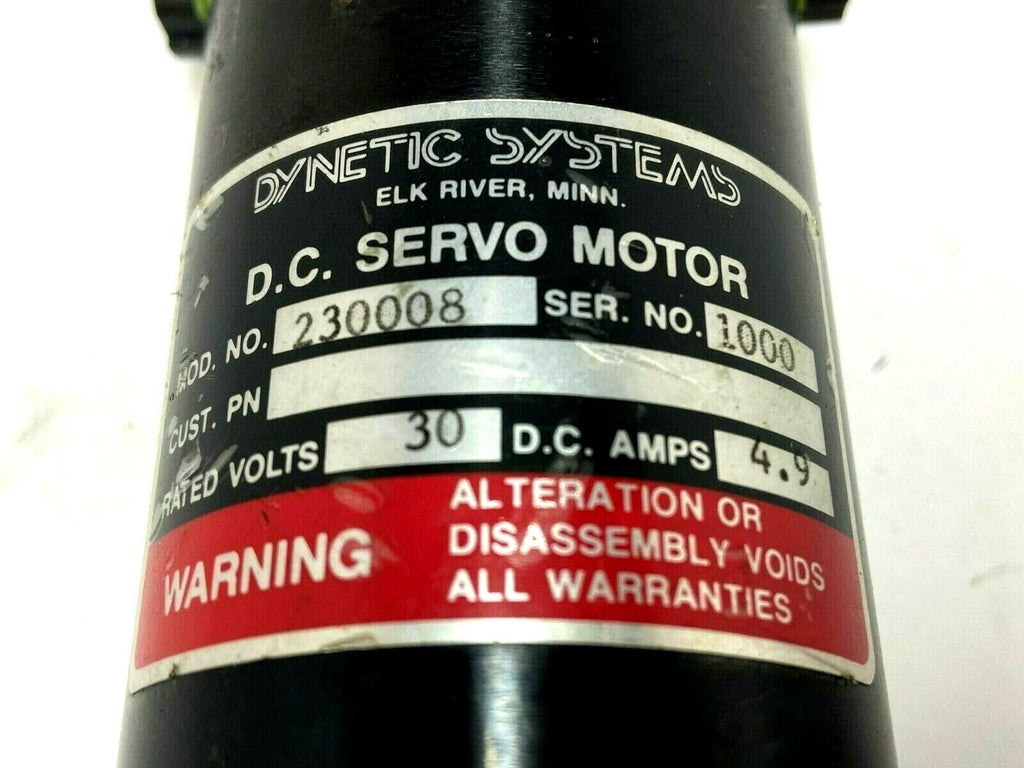 DYNETIC SYSTEMS
ELK RIVER, MINN.
D.C. SERVO MOTOR
MOD. NO. 230008 SER. NO. 1000
CUST. PN
RATED VOLTS 30 D.C. AMPS 4.9
WARNING
ALTERATION OR
DISASSEMBLY VOIDS
ALL WARRANTIES